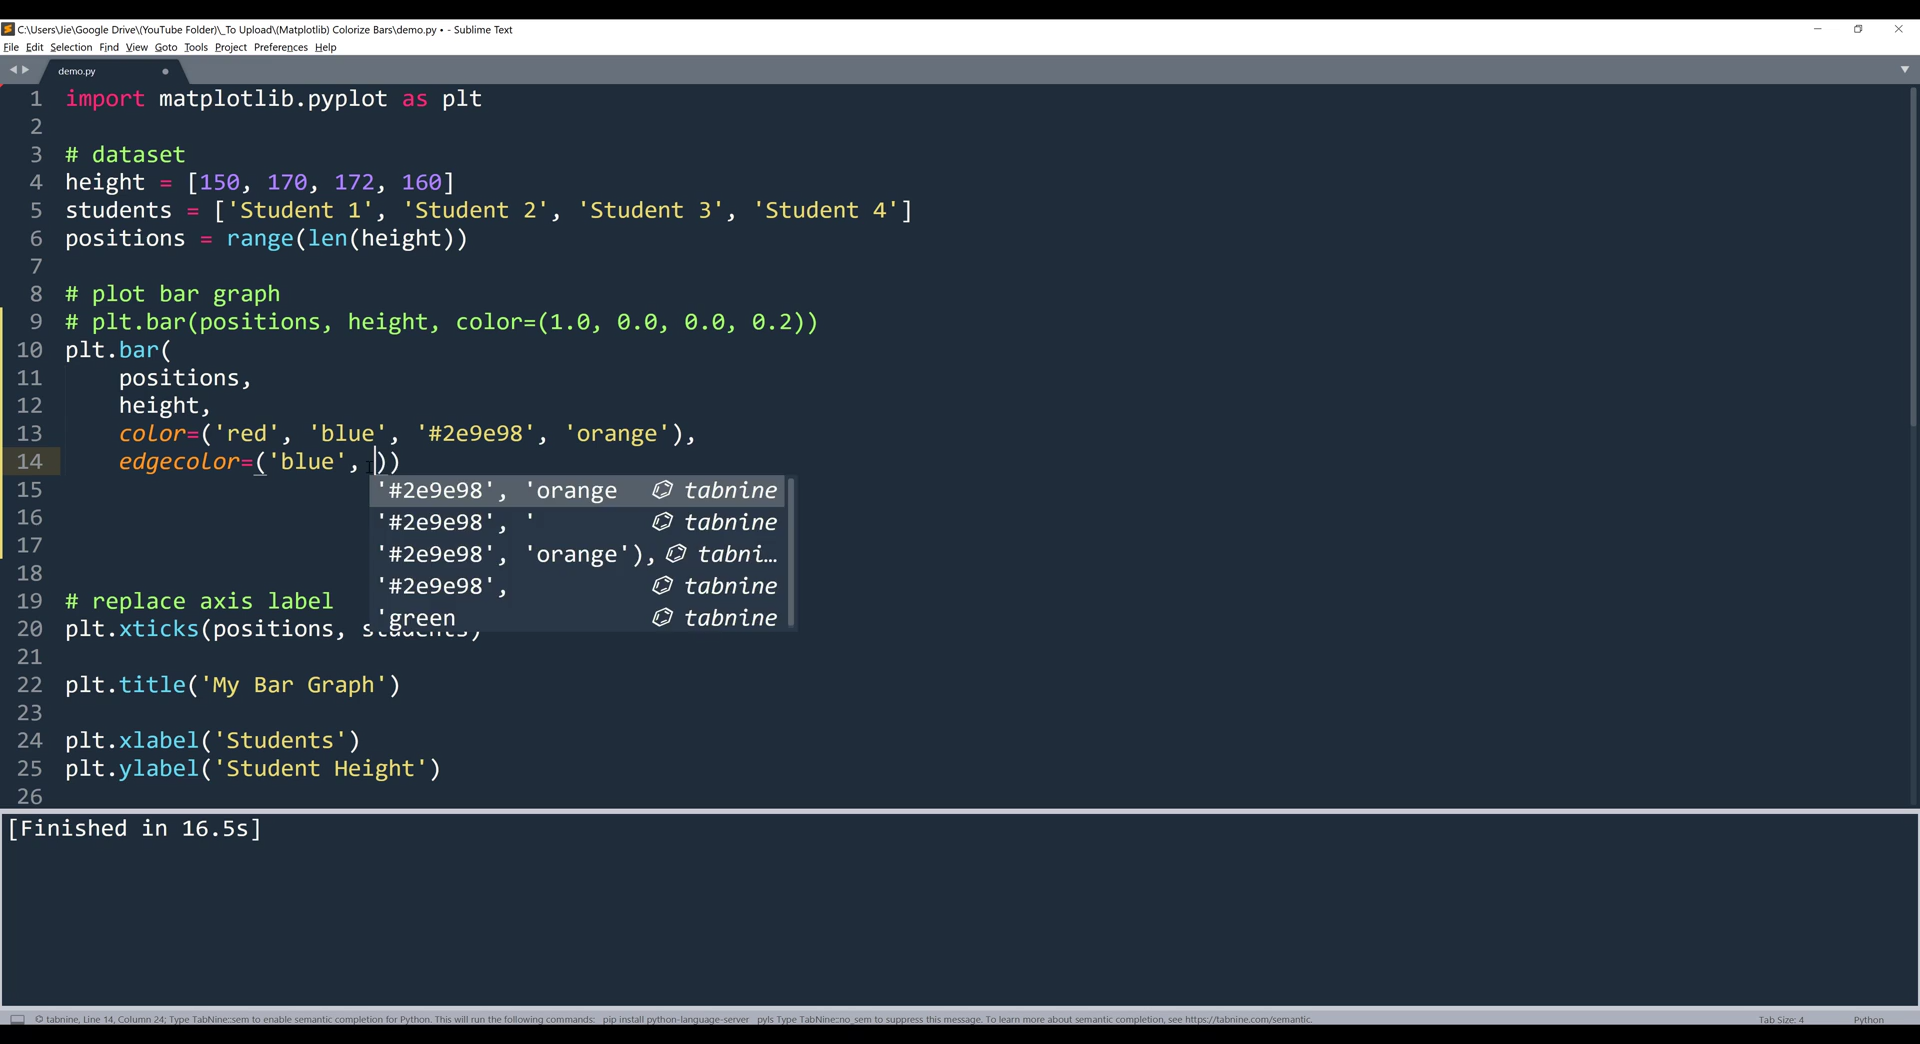 C:\Users\Jie\Google Drive\(YouTube Folder)\_To Upload\(Matplotlib) Colorize Bars\demo.py • - Sublime Text
File Edit Selection Find View Goto Tools Project Preferences Help
demo.py
1 import matplotlib.pyplot as plt
2
3 # dataset
4 height = [150, 170, 172, 160]
5 students = ['Student 1', 'Student 2', 'Student 3', 'Student 4']
6 positions = range(len(height))
7
8 # plot bar graph
9 # plt.bar(positions, height, color=(1.0, 0.0, 0.0, 0.2))
10 plt.bar(
11 positions,
12 height,
13 color=('red', 'blue', '#2e9e98', 'orange'),
14 edgecolor=('blue', ))
'#2e9e98', 'orange tabnine
15
'#2e9e98', ' tabnine
16
'#2e9e98', 'orange'), tabni…
17
'#2e9e98', tabnine
18
'green tabnine
19 # replace axis label
20 plt.xticks(positions, students)
21
22 plt.title('My Bar Graph')
23
24 plt.xlabel('Students')
25 plt.ylabel('Student Height')
26
[Finished in 16.5s]
tabnine, Line 14, Column 24; Type TabNine::sem to enable semantic completion for Python. This will run the following commands: pip install python-language-server pyls Type TabNine::no_sem to suppress this message. To learn more about semantic completion, see https://tabnine.com/semantic. Tab Size: 4 Python